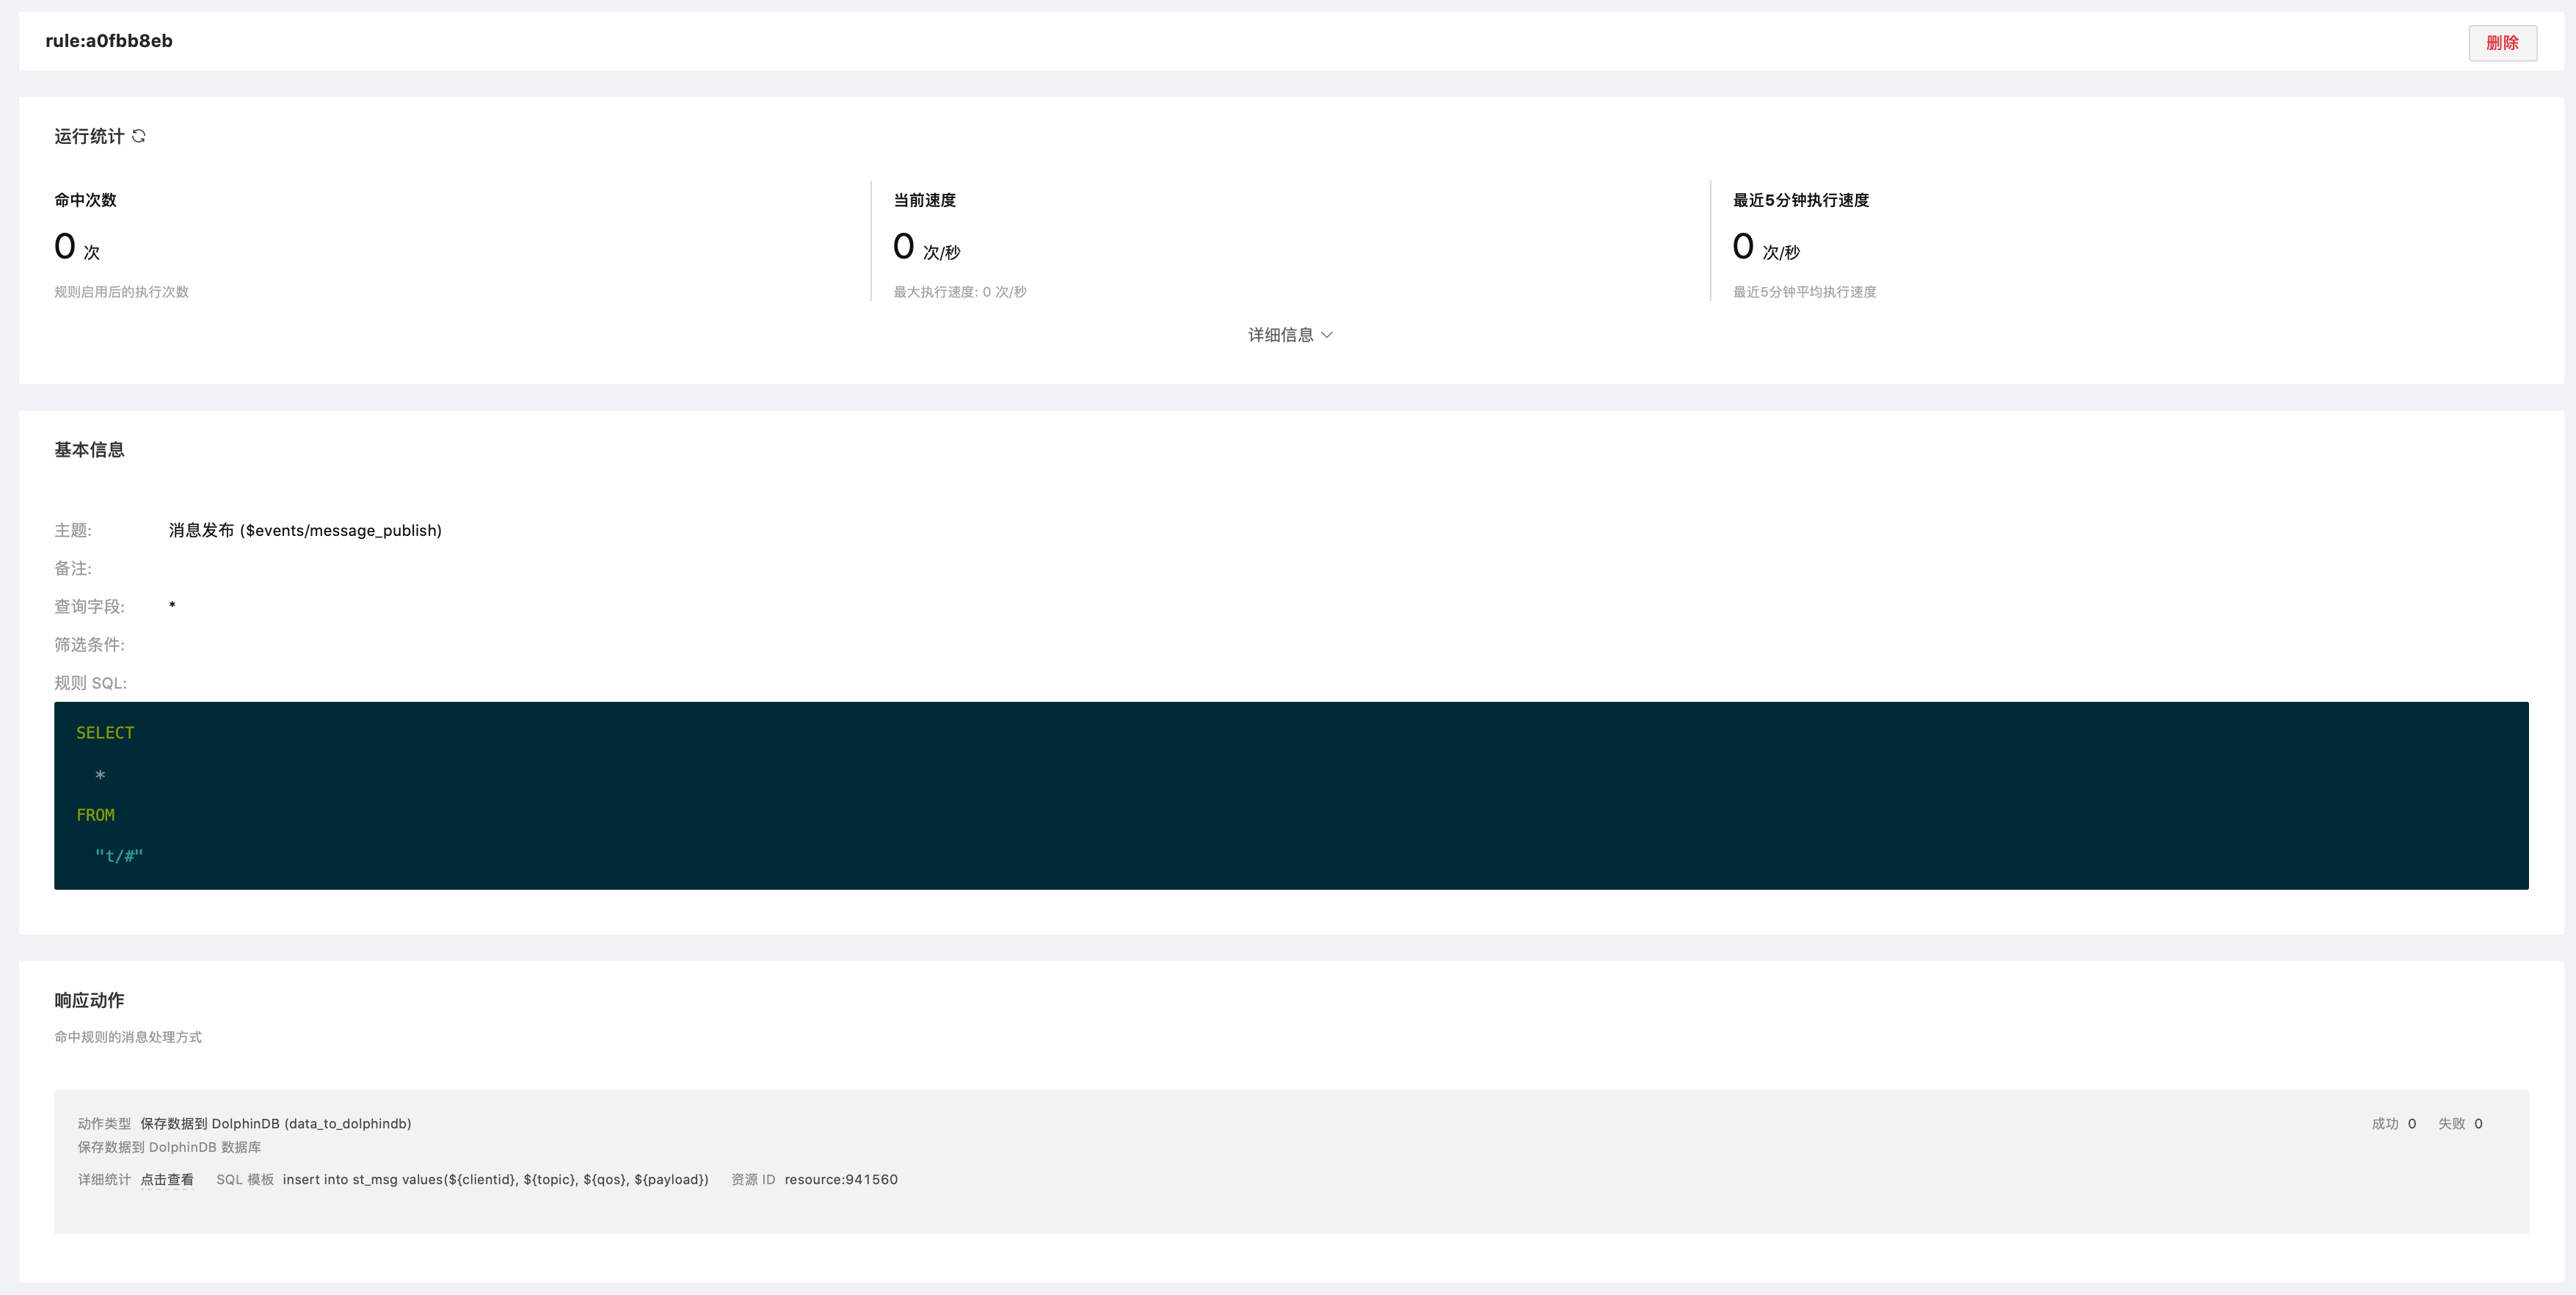 rule:a0fbb8eb
删除
运行统计
命中次数
0 次
规则启用后的执行次数
当前速度
0 次/秒
最大执行速度: 0 次/秒
最近5分钟执行速度
0 次/秒
最近5分钟平均执行速度
详细信息
基本信息
主题: 消息发布 ($events/message_publish)
备注:
查询字段: *
筛选条件:
规则 SQL:
SELECT
*
FROM
"t/#"
响应动作
命中规则的消息处理方式
动作类型 保存数据到 DolphinDB (data_to_dolphindb)
成功 0 失败 0
保存数据到 DolphinDB 数据库
详细统计 点击查看 SQL 模板 insert into st_msg values(${clientid}, ${topic}, ${qos}, ${payload}) 资源 ID resource:941560